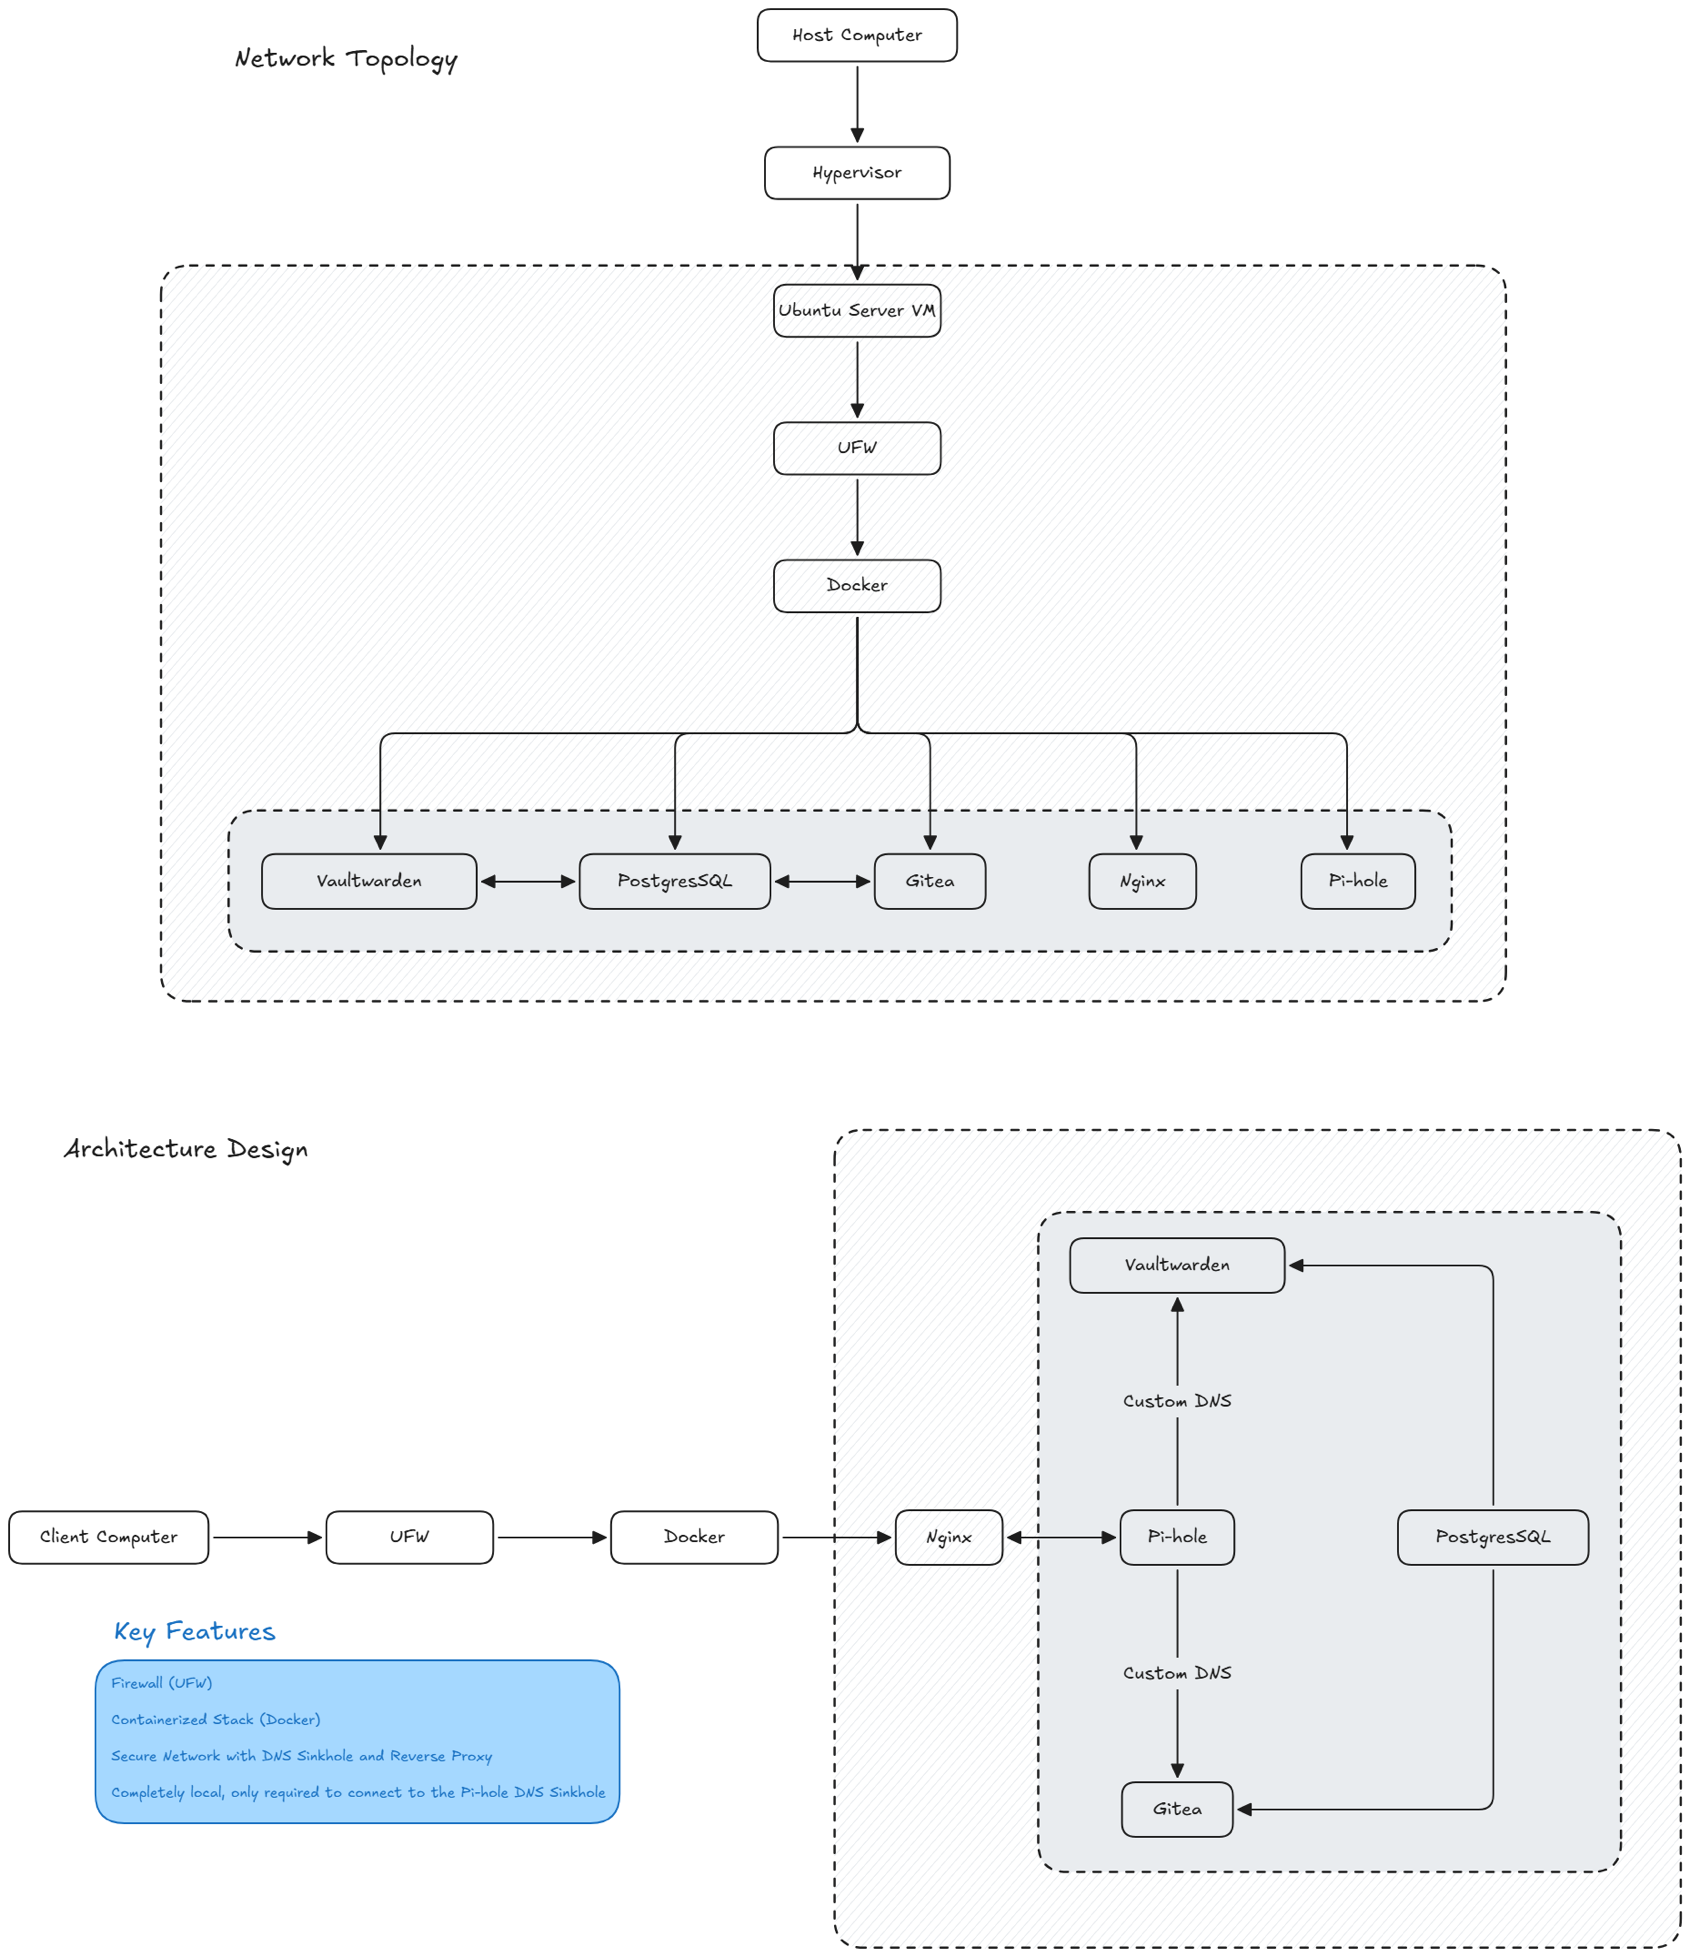 Network Topology
Host Computer
Hypervisor
Ubuntu Server VM
UFW
Docker
Vaultwarden
PostgresSQL
Gitea
Nginx
Pi-hole
Architecture Design
Vaultwarden
Custom DNS
Client Computer
UFW
Docker
Nginx
Pi-hole
PostgresSQL
Custom DNS
Gitea
Key Features
Firewall (UFW)
Containerized Stack (Docker)
Secure Network with DNS Sinkhole and Reverse Proxy
Completely local, only required to connect to the Pi-hole DNS Sinkhole